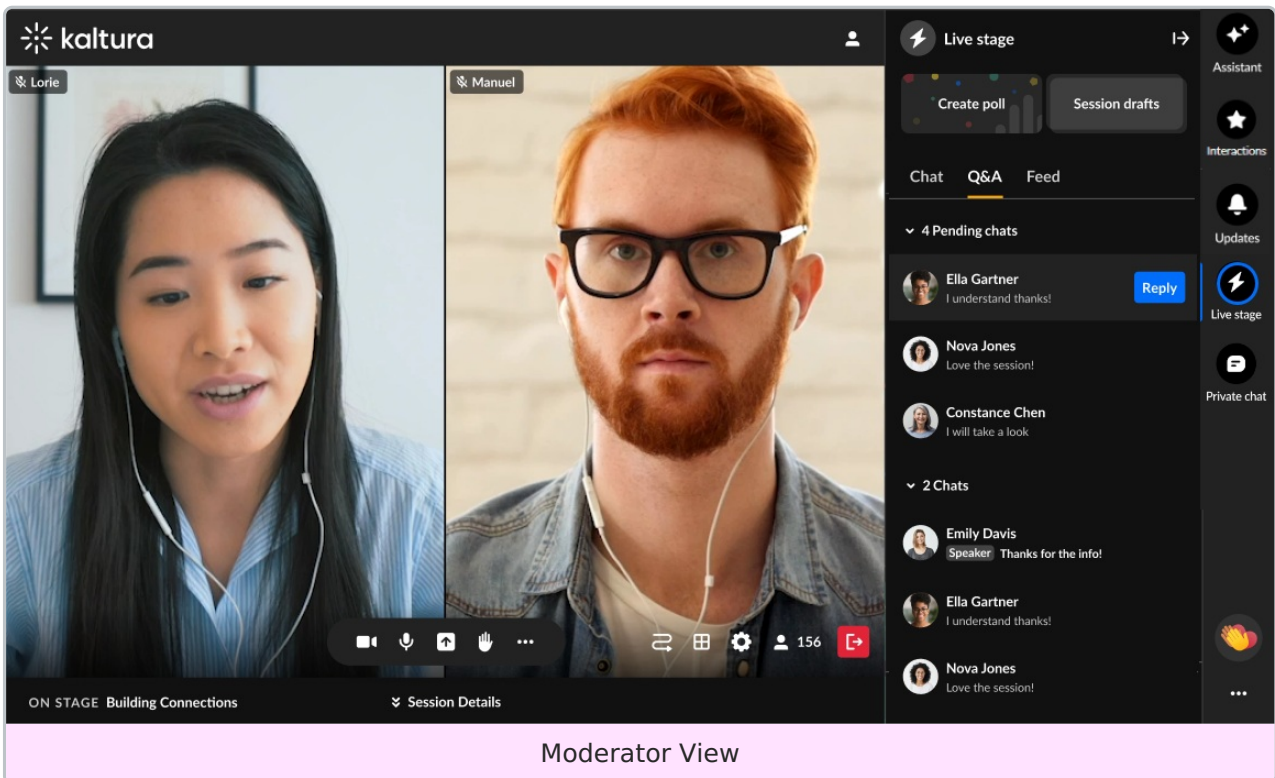 kaltura
Lorie
Manuel
Live stage
Create poll
Session drafts
Chat Q&A Feed
4 Pending chats
Ella Gartner
I understand thanks!
Reply
Nova Jones
Love the session!
Constance Chen
I will take a look
2 Chats
Emily Davis
Speaker Thanks for the info!
Ella Gartner
I understand thanks!
Nova Jones
Love the session!
Assistant
Interactions
Updates
Live stage
Private chat
156
ON STAGE Building Connections
Session Details
Moderator View